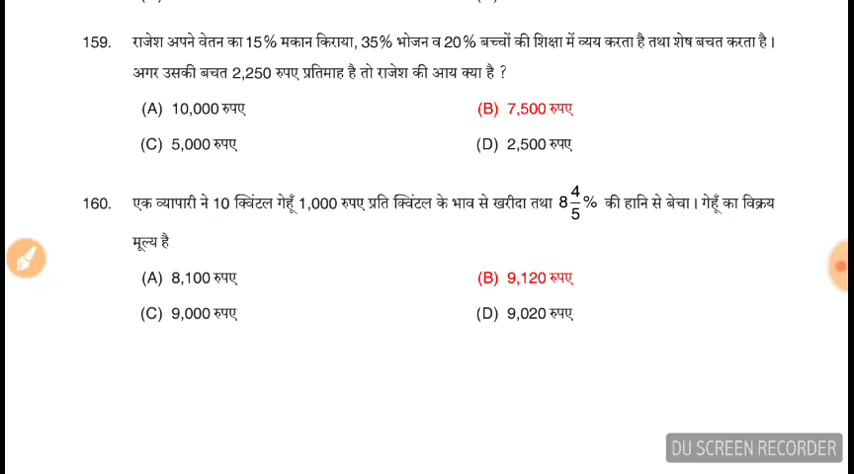 159. राजेश अपने वेतन का 15% मकान किराया, 35% भोजन व 20% बच्चों की शिक्षा में व्यय करता है तथा शेष बचत करता है।
अगर उसकी बचत 2,250 रुपए प्रतिमाह है तो राजेश की आय क्या है ?
(A) 10,000 रुपए (B) 7,500 रुपए
(C) 5,000 रुपए (D) 2,500 रुपए
160. एक व्यापारी ने 10 क्विंटल गेहूँ 1,000 रुपए प्रति क्विंटल के भाव से खरीदा तथा 8 4/5% की हानि से बेचा। गेहूँ का विक्रय
मूल्य है
(A) 8,100 रुपए (B) 9,120 रुपए
(C) 9,000 रुपए (D) 9,020 रुपए
DU SCREEN RECORDER